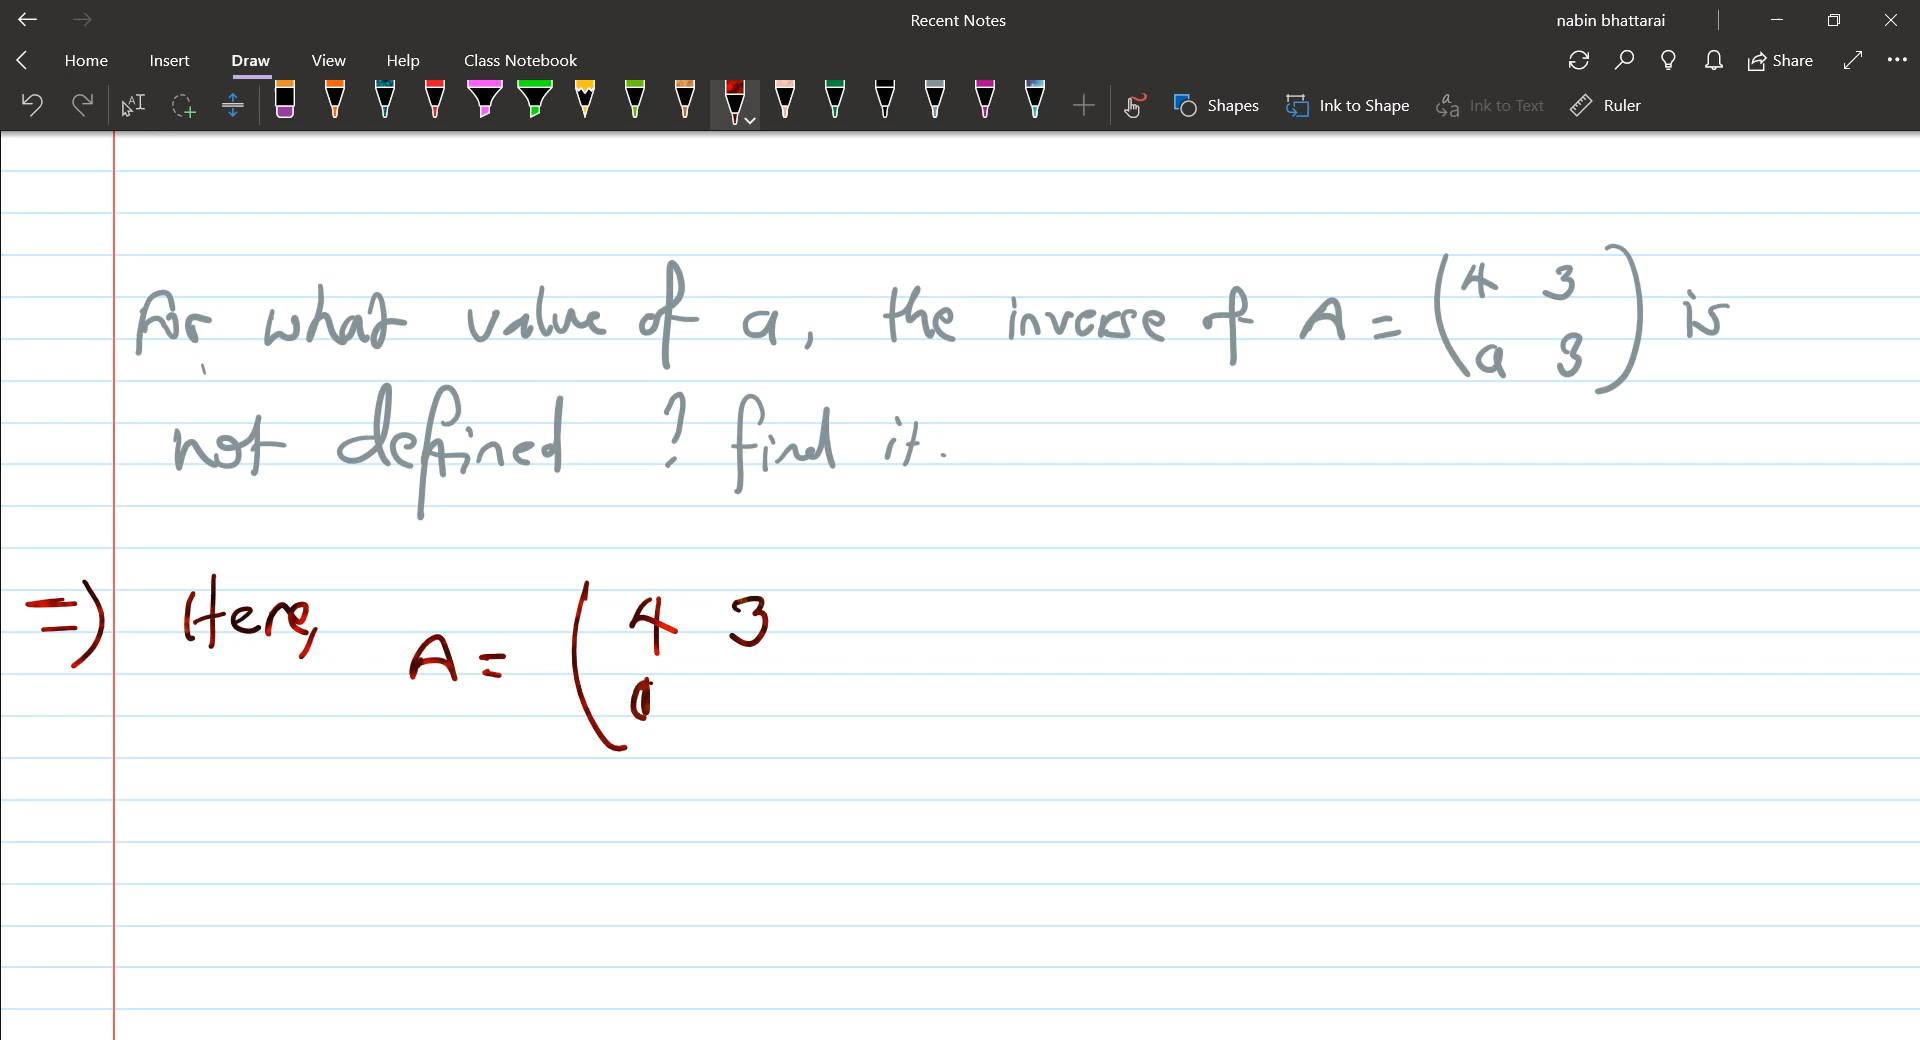 Recent Notes
nabin bhattarai
Home Insert Draw View Help Class Notebook Share
Shapes Ink to Shape Ink to Text Ruler
for what value of a, the inverse of A = (4 3
a 3) is
not defined ? find it.
=) Here,
A = ( 4 3
a